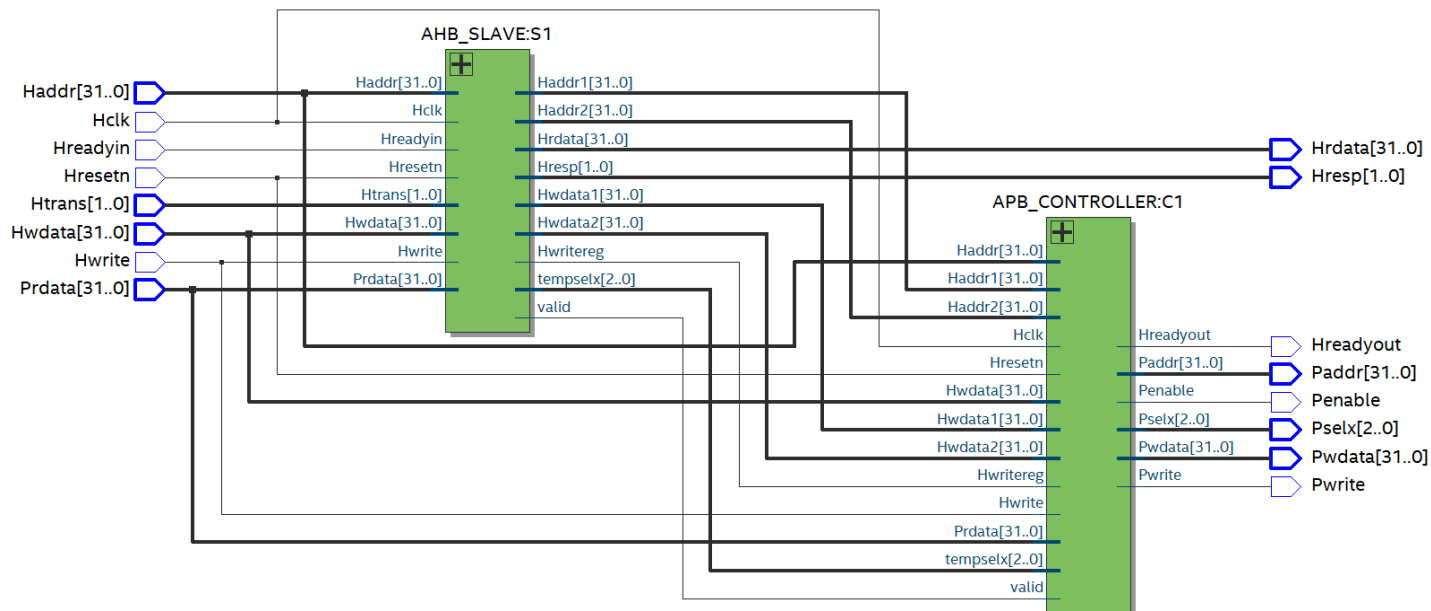 AHB_SLAVE:S1
Haddr[31..0]
Hclk
Hreadyin
Hresetn
Htrans[1..0]
Hwdata[31..0]
Hwrite
Prdata[31..0]
Haddr[31..0]
Hclk
Hreadyin
Hresetn
Htrans[1..0]
Hwdata[31..0]
Hwrite
Prdata[31..0]
Haddr1[31..0]
Haddr2[31..0]
Hrdata[31..0]
Hresp[1..0]
Hwdata1[31..0]
Hwdata2[31..0]
Hwritereg
tempselx[2..0]
valid
Hrdata[31..0]
Hresp[1..0]
APB_CONTROLLER:C1
Haddr[31..0]
Haddr1[31..0]
Haddr2[31..0]
Hclk
Hresetn
Hwdata[31..0]
Hwdata1[31..0]
Hwdata2[31..0]
Hwritereg
Hwrite
Prdata[31..0]
tempselx[2..0]
valid
Hreadyout
Paddr[31..0]
Penable
Pselx[2..0]
Pwdata[31..0]
Pwrite
Hreadyout
Paddr[31..0]
Penable
Pselx[2..0]
Pwdata[31..0]
Pwrite